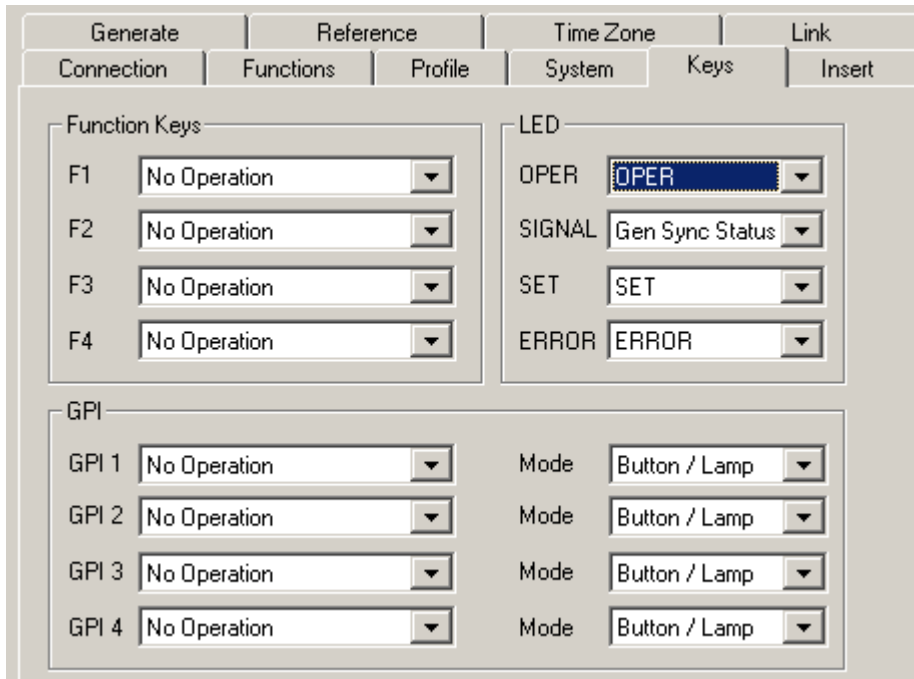 Generate Reference Time Zone Link
Connection Functions Profile System Keys Insert
Function Keys
F1 No Operation
F2 No Operation
F3 No Operation
F4 No Operation
LED
OPER OPER
SIGNAL Gen Sync Status
SET SET
ERROR ERROR
GPI
GPI 1 No Operation Mode Button / Lamp
GPI 2 No Operation Mode Button / Lamp
GPI 3 No Operation Mode Button / Lamp
GPI 4 No Operation Mode Button / Lamp